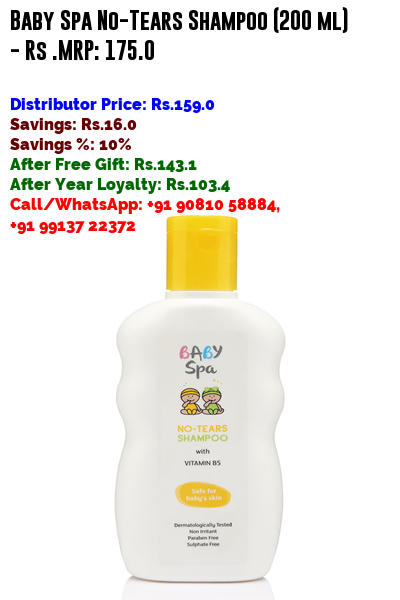 Baby Spa No-Tears Shampoo (200 ml)
- Rs .MRP: 175.0
Distributor Price: Rs.159.0
Savings: Rs.16.0
Savings %: 10%
After Free Gift: Rs.143.1
After Year Loyalty: Rs.103.4
Call/WhatsApp: +91 90810 58884,
+91 99137 22372
BABY
Spa
NO-TEARS
SHAMPOO
with
VITAMIN B5
Safe for
baby's skin
Dermatologically Tested
Non Irritant
Paraben Free
Sulphate Free